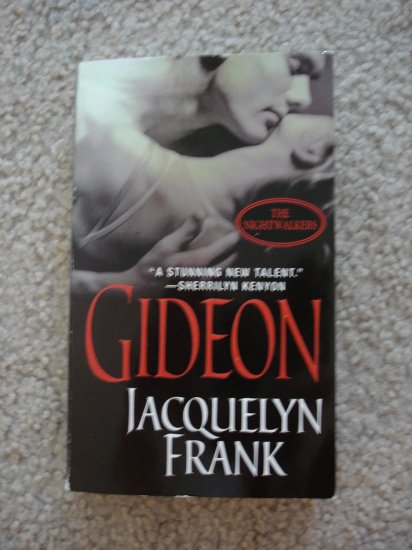 THE
NIGHTWALKERS
"A STUNNING NEW TALENT."
—SHERRILYN KENYON
GIDEON
JACQUELYN
FRANK